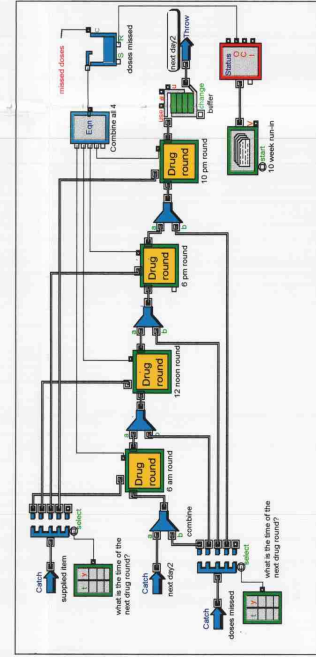 missed doses
c
R
S
doses missed
Eqn
Combine all 4
Status
O
C
I
V
start
10 week run-in
next day2
Throw
use
a
u
change
beffer
Drug
round
10 pm round
a
b
Drug
round
6 pm round
a
b
Drug
round
12 noon round
a
b
Drug
round
6 am round
a
b
combine
Catch
supplied item
select
t y
what is the time of the
next drug round?
Catch
next day2
Catch
doses missed
select
t y
what is the time of the
next drug round?